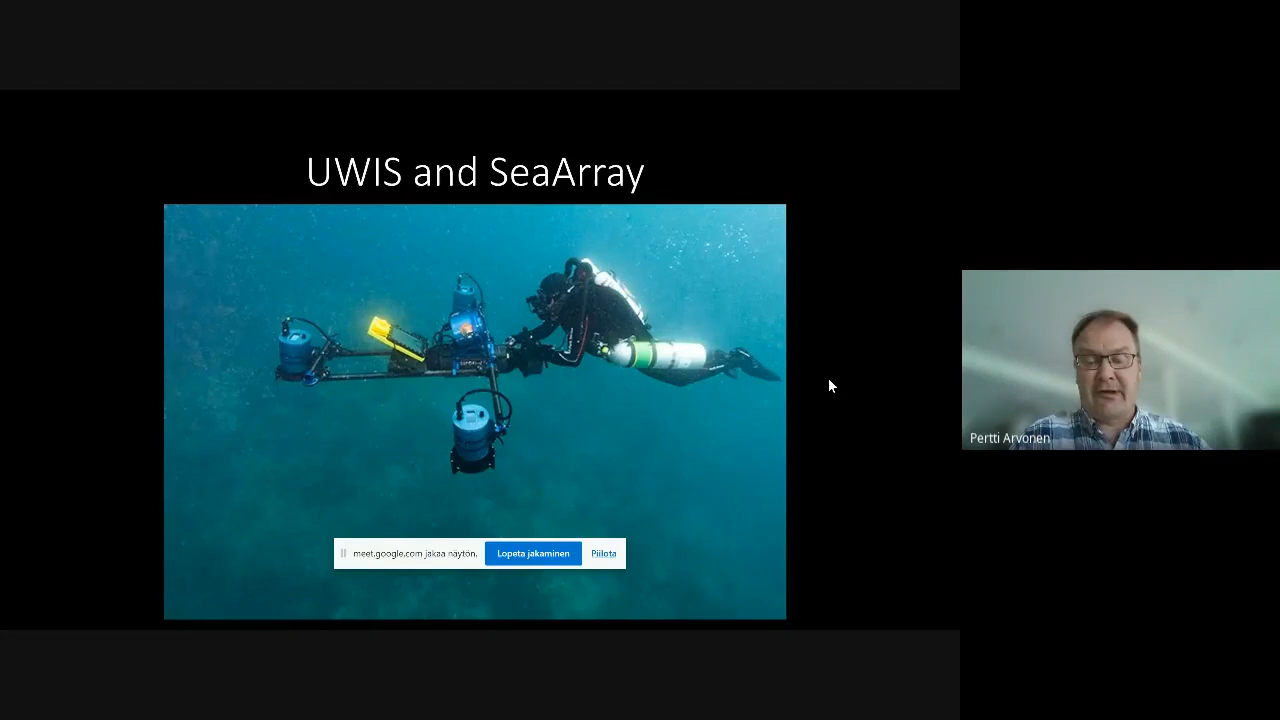 UWIS and SeaArray
meet.google.com jakaa näytön. Lopeta jakaminen Piilota
Pertti Arvonen